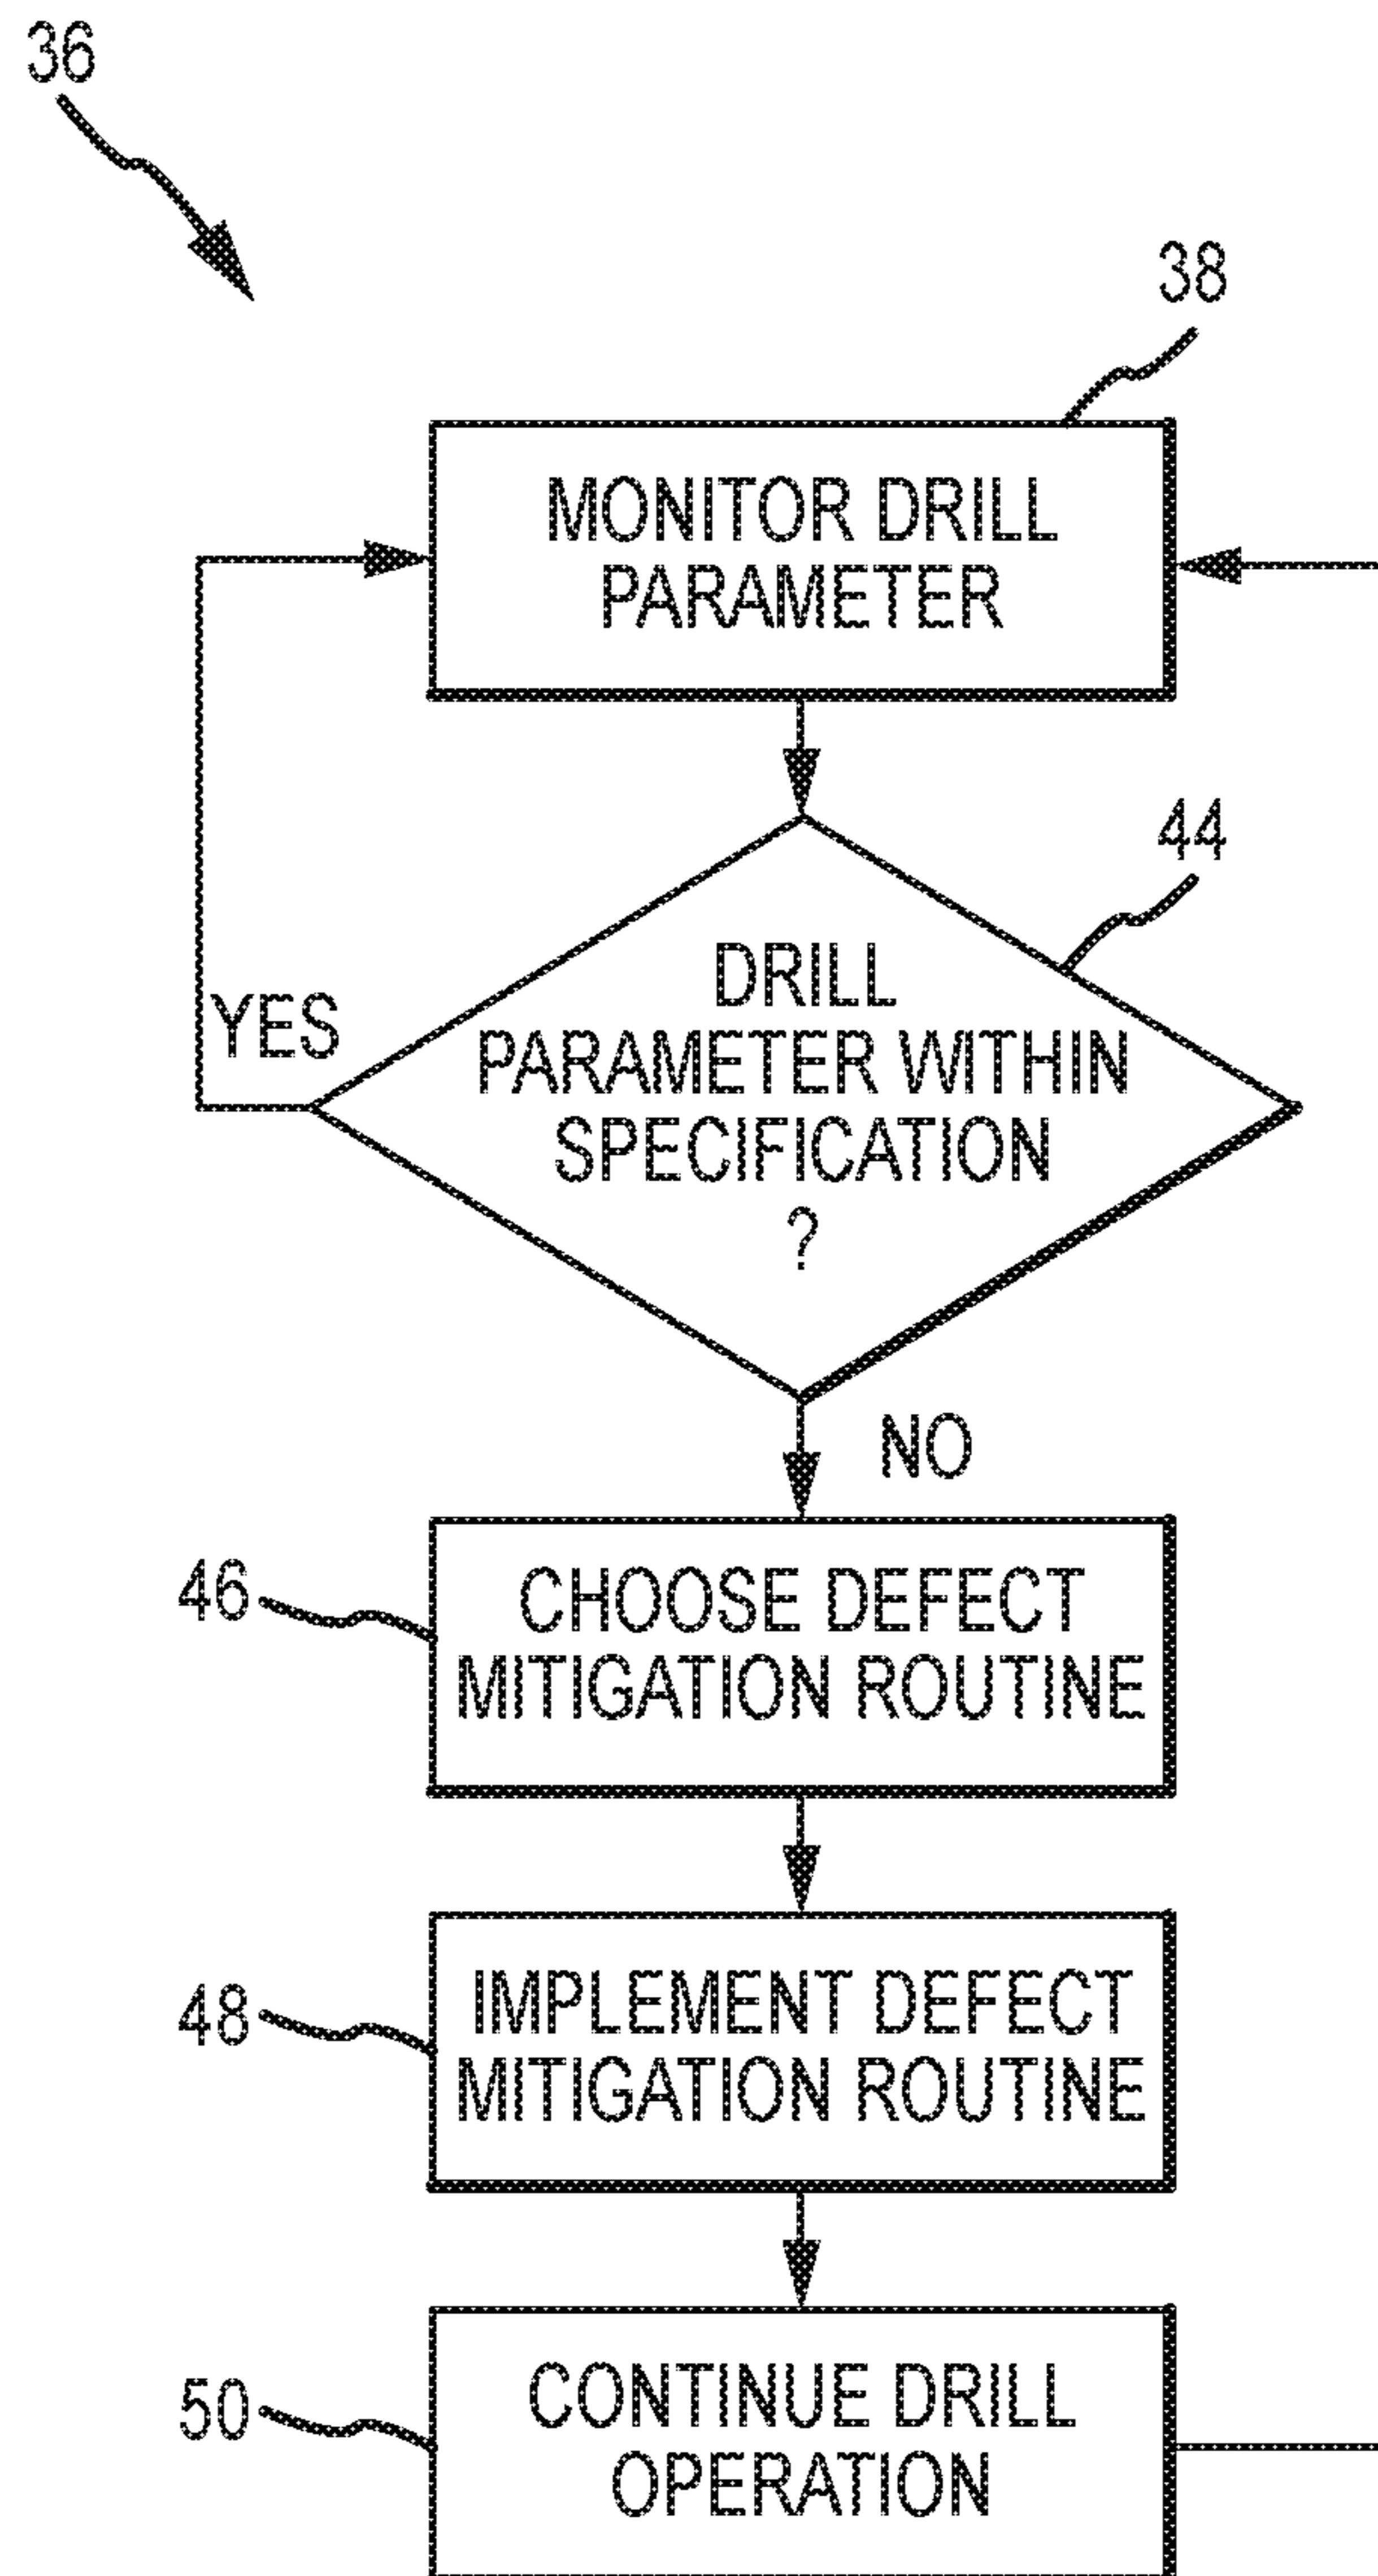 36
38
MONITOR DRILL
PARAMETER
44
DRILL
PARAMETER WITHIN
SPECIFICATION
?
YES
NO
46
CHOOSE DEFECT
MITIGATION ROUTINE
48
IMPLEMENT DEFECT
MITIGATION ROUTINE
50
CONTINUE DRILL
OPERATION